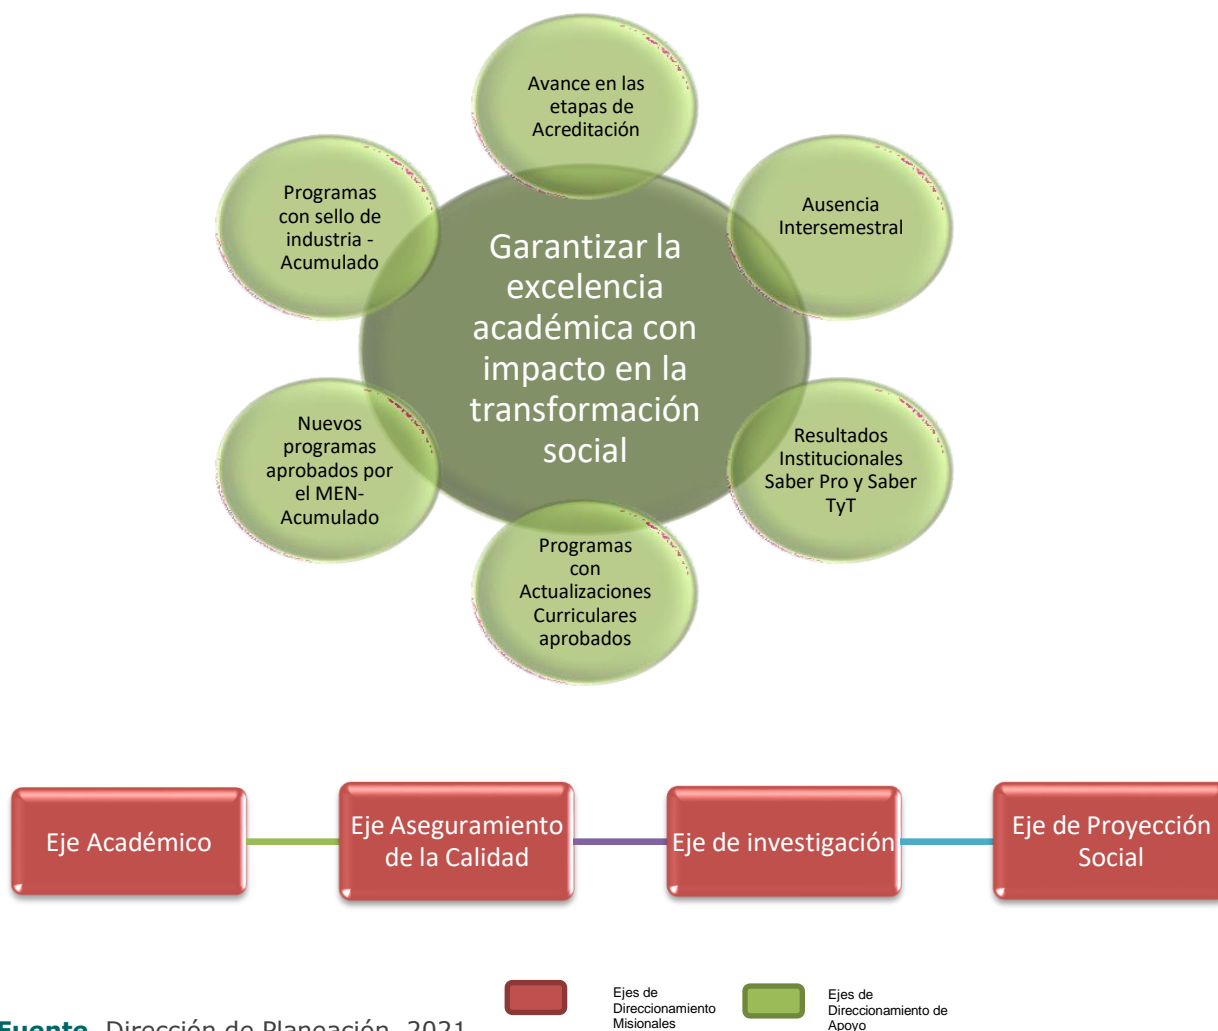 Avance en las
etapas de
Acreditación
Programas
con sello de
industria -
Acumulado
Ausencia
Intersemestral
Garantizar la
excelencia
académica con
impacto en la
transformación
social
Nuevos
programas
aprobados por
el MEN-
Acumulado
Resultados
Institucionales
Saber Pro y Saber
TyT
Programas
con
Actualizaciones
Curriculares
aprobados
Eje Académico
Eje Aseguramiento
de la Calidad
Eje de investigación
Eje de Proyección
Social
Ejes de
Direccionamiento
Misionales
Ejes de
Direccionamiento de
Apoyo
Fuente. Dirección de Planeación, 2021